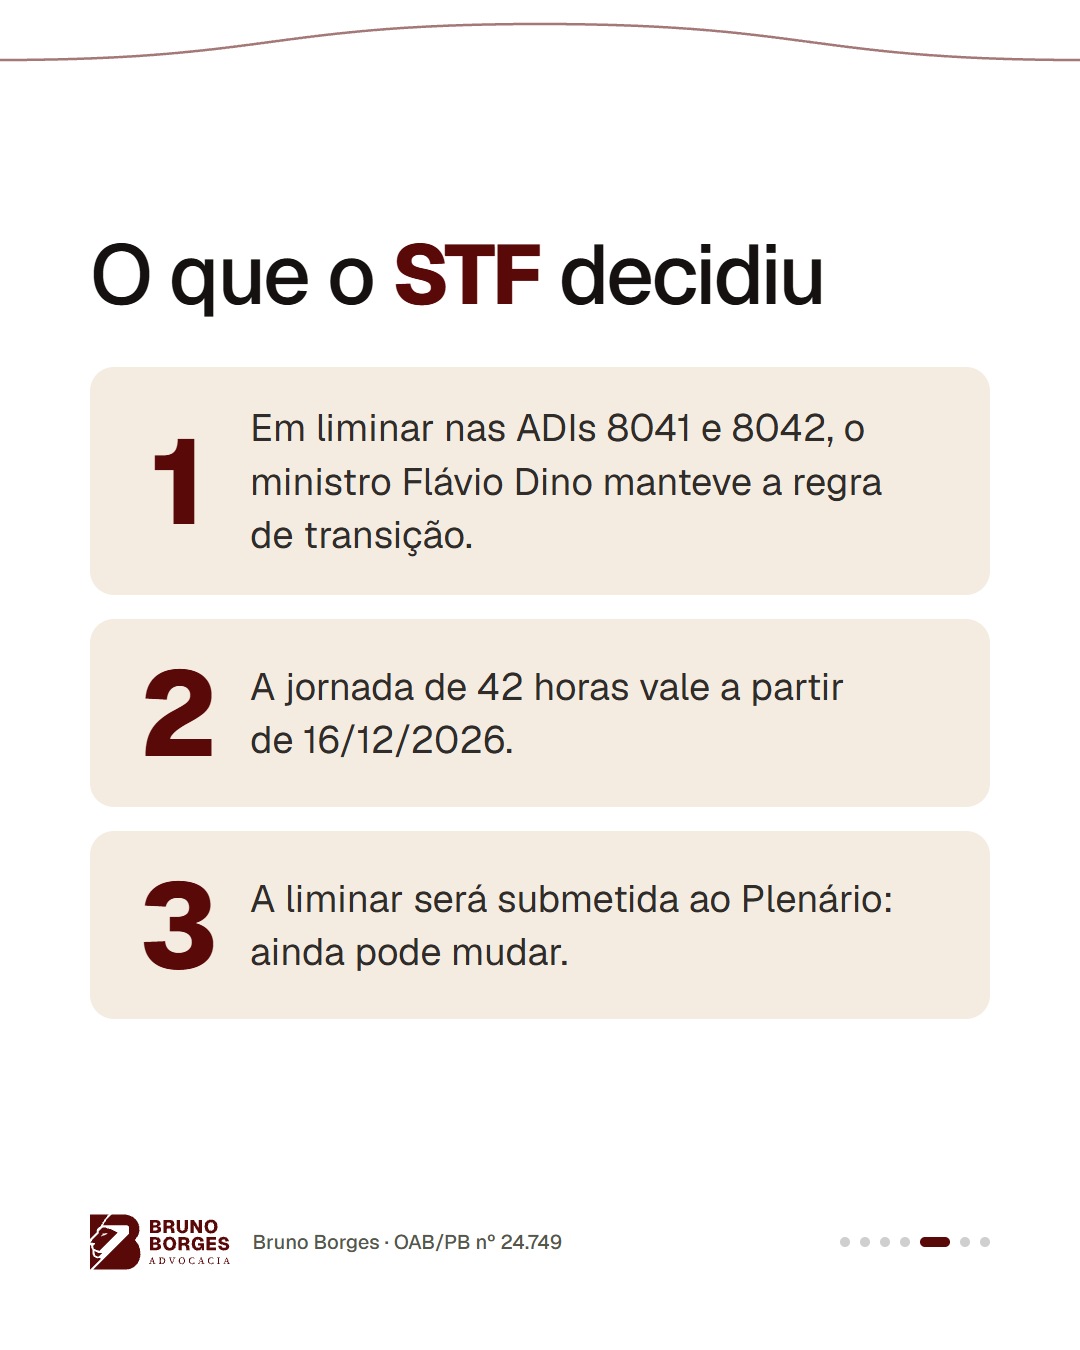 O que o STF decidiu
1
Em liminar nas ADIs 8041 e 8042, o
ministro Flávio Dino manteve a regra
de transição.
2
A jornada de 42 horas vale a partir
de 16/12/2026.
3
A liminar será submetida ao Plenário:
ainda pode mudar.
BRUNO
BORGES
ADVOCACIA
Bruno Borges · OAB/PB nº 24.749